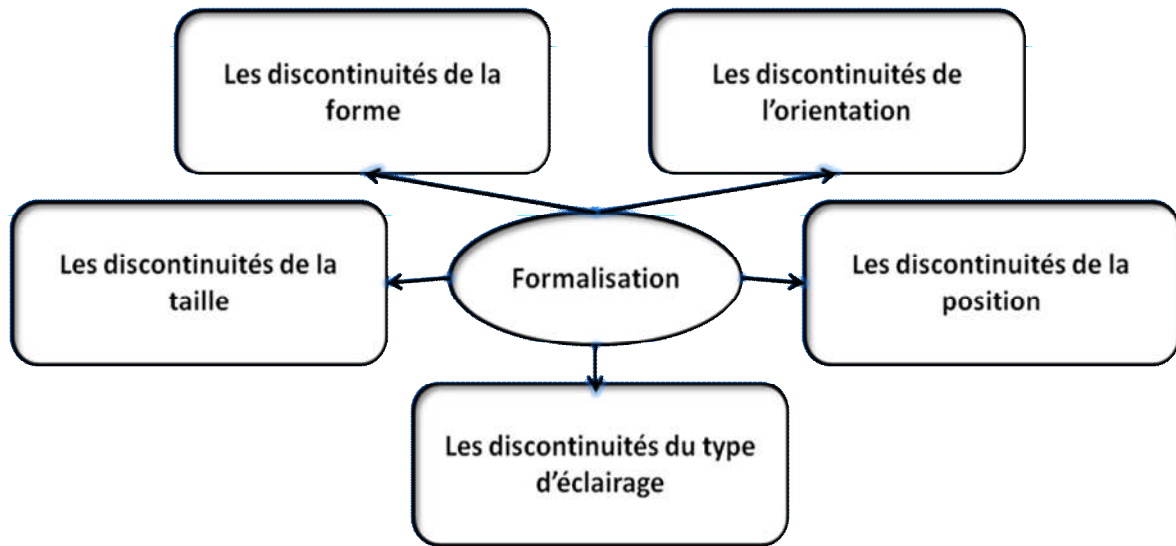 Les discontinuités de la
forme
Les discontinuités de
l'orientation
Les discontinuités de la
taille
Formalisation
Les discontinuités de la
position
Les discontinuités du type
d'éclairage